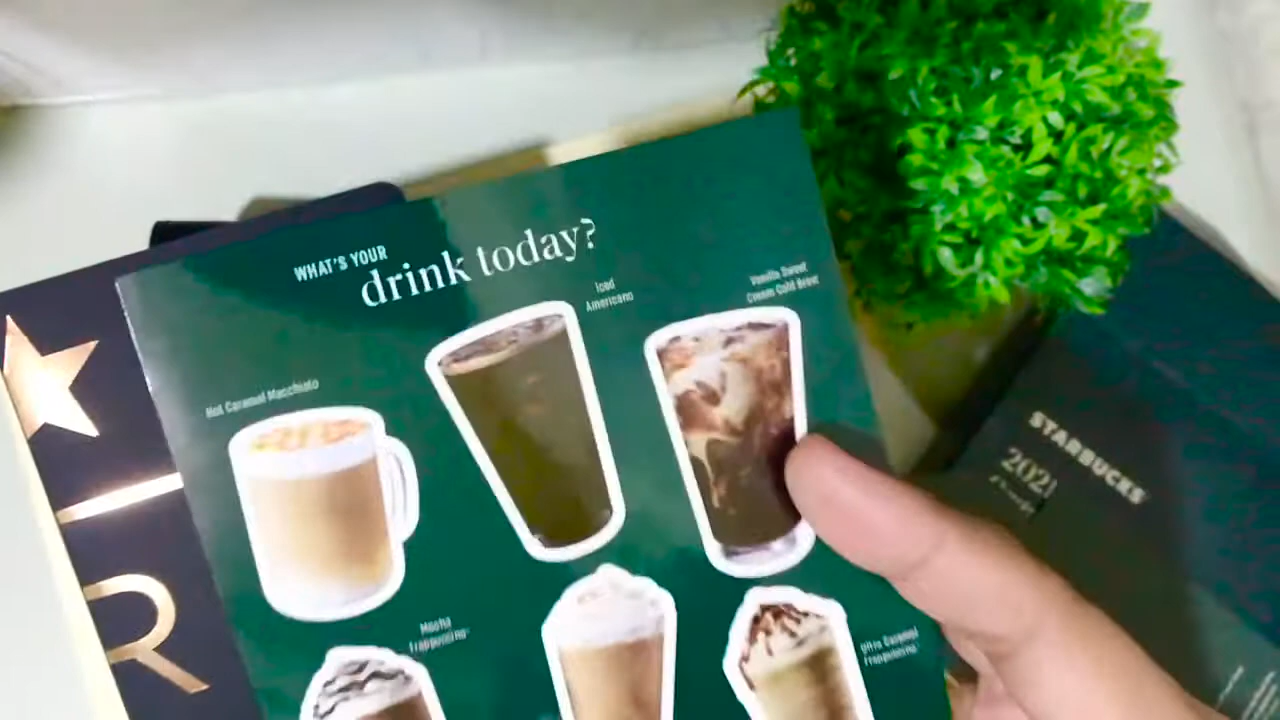 WHAT'S YOUR
drink today?
Iced
Americano
Vanilla Sweet
Cream Cold Brew
Hot Caramel Macchiato
Mocha
Frappuccino
Ultra Caramel
Frappuccino
R
STARBUCKS
2021